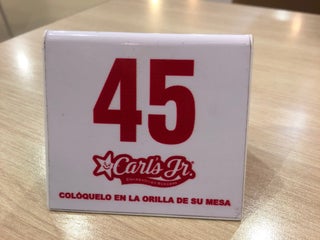 45
Carl's Jr.
COLÓQUELO EN LA ORILLA DE SU MESA